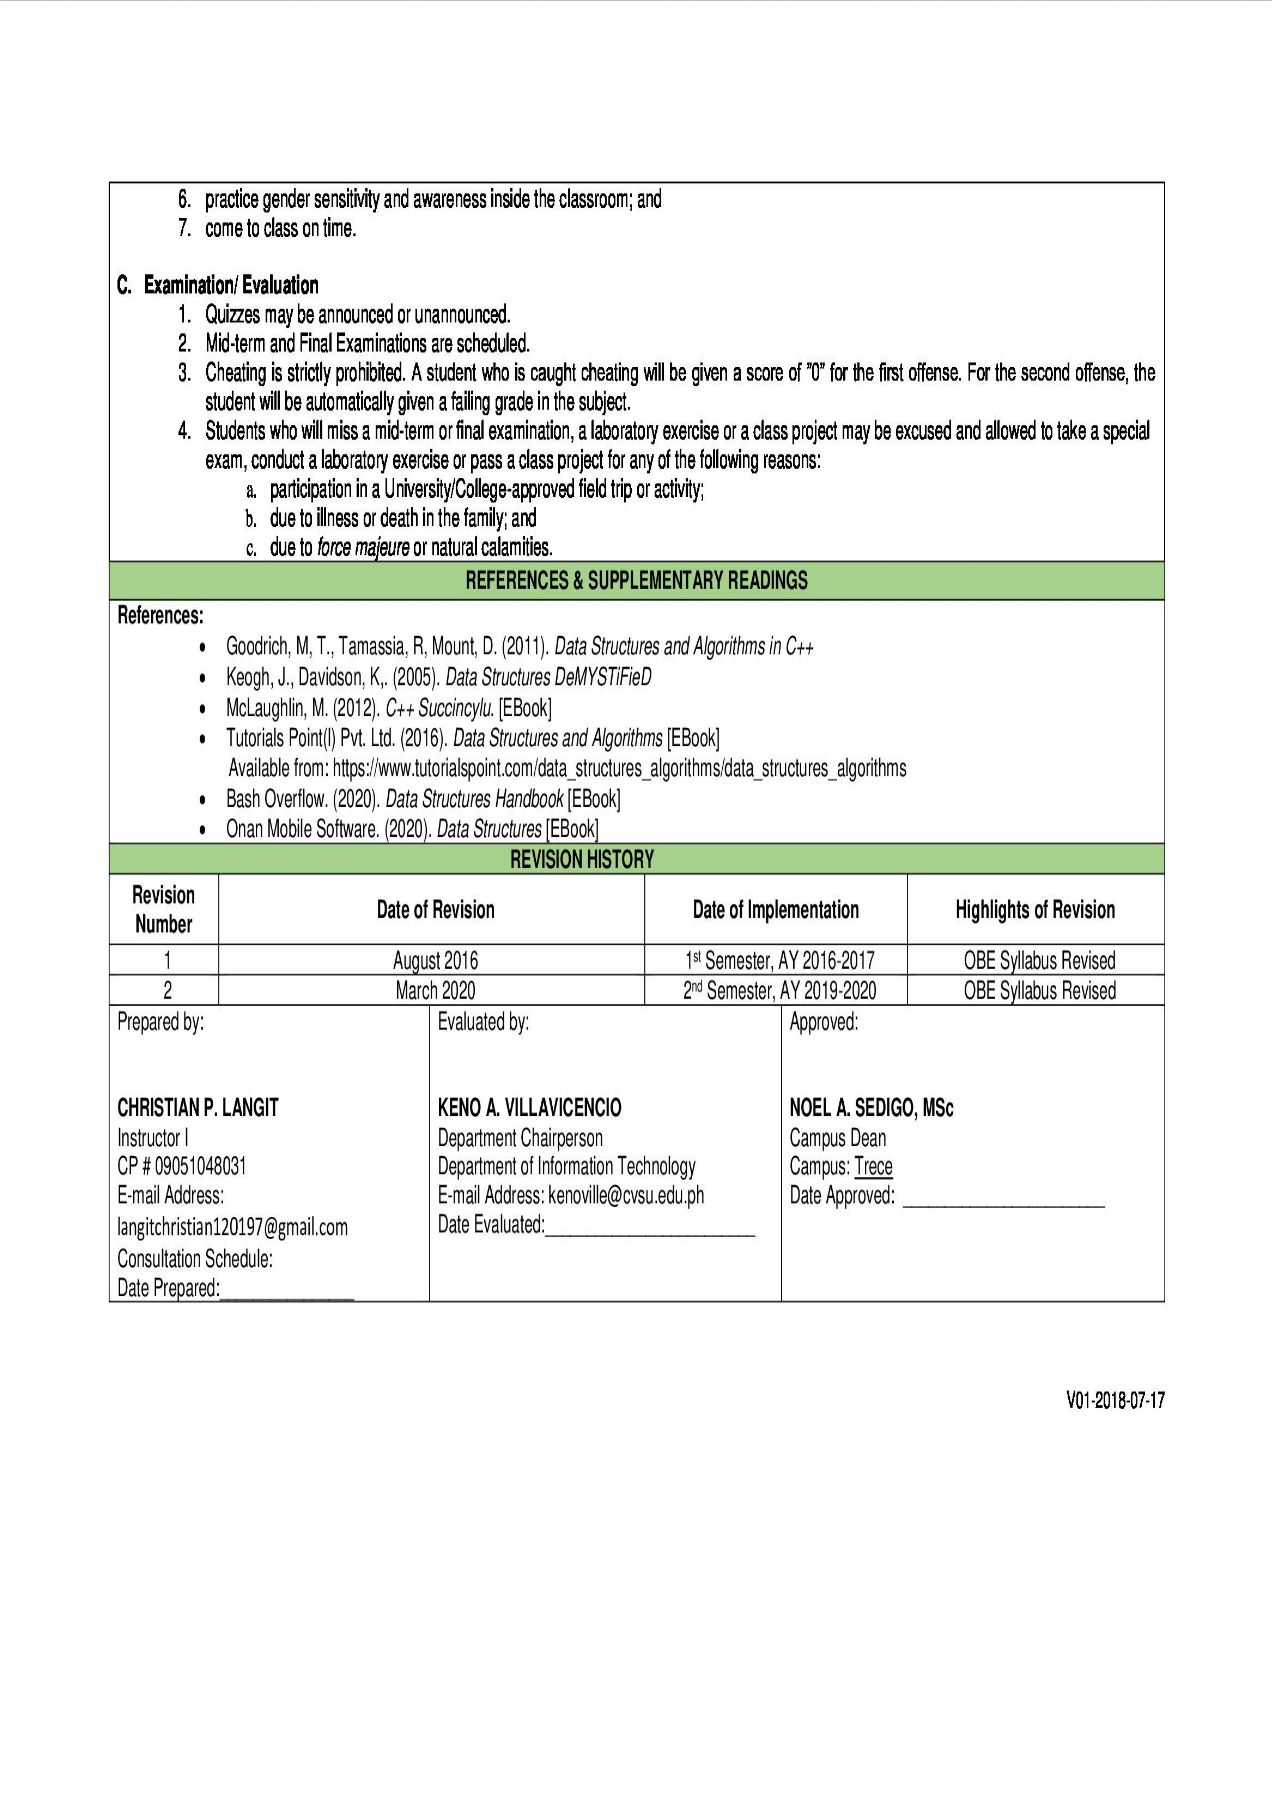 6. practice gender sensitivity and awareness inside the classroom; and
7. come to class on time.
C. Examination/ Evaluation
1. Quizzes may be announced or unannounced.
2. Mid-term and Final Examinations are scheduled.
3. Cheating is strictly prohibited. A student who is caught cheating will be given a score of "0" for the first offense. For the second offense, the
student will be automatically given a failing grade in the subject.
4. Students who will miss a mid-term or final examination, a laboratory exercise or a class project may be excused and allowed to take a special
exam, conduct a laboratory exercise or pass a class project for any of the following reasons:
a. participation in a University/College-approved field trip or activity;
b. due to illness or death in the family; and
c. due to force majeure or natural calamities.
REFERENCES & SUPPLEMENTARY READINGS
References:
• Goodrich, M, T., Tamassia, R, Mount, D. (2011). Data Structures and Algorithms in C++
• Keogh, J., Davidson, K,. (2005). Data Structures DeMYSTiFieD
• McLaughlin, M. (2012). C++ Succincylu. [EBook]
• Tutorials Point(I) Pvt. Ltd. (2016). Data Structures and Algorithms [EBook]
Available from: https://www.tutorialspoint.com/data_structures_algorithms/data_structures_algorithms
• Bash Overflow. (2020). Data Structures Handbook [EBook]
• Onan Mobile Software. (2020). Data Structures [EBook]
REVISION HISTORY
Revision Number Date of Revision Date of Implementation Highlights of Revision
1 August 2016 1st Semester, AY 2016-2017 OBE Syllabus Revised
2 March 2020 2nd Semester, AY 2019-2020 OBE Syllabus Revised
Prepared by:
CHRISTIAN P. LANGIT
Instructor I
CP # 09051048031
E-mail Address:
langitchristian120197@gmail.com
Consultation Schedule:
Date Prepared:________________
Evaluated by:
KENO A. VILLAVICENCIO
Department Chairperson
Department of Information Technology
E-mail Address: kenoville@cvsu.edu.ph
Date Evaluated:_________________________
Approved:
NOEL A. SEDIGO, MSc
Campus Dean
Campus: Trece
Date Approved: ________________________
V01-2018-07-17